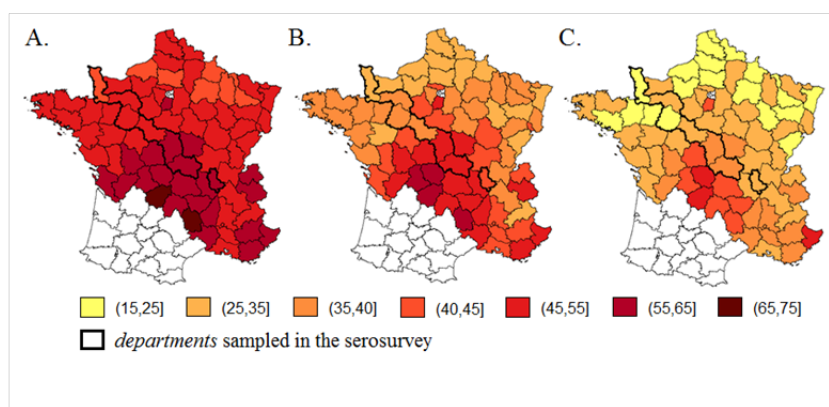 A. B. C.
(15,25] (25,35] (35,40] (40,45] (45,55] (55,65] (65,75]
departments sampled in the serosurvey